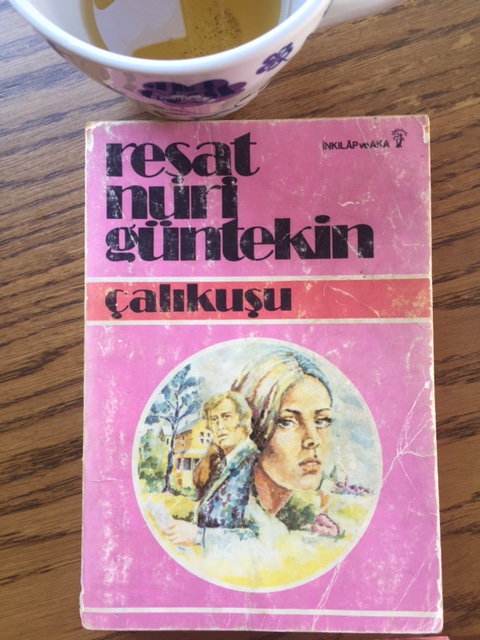 reşat
nuri
güntekin
İNKILÂP ve AKA
çalıkuşu